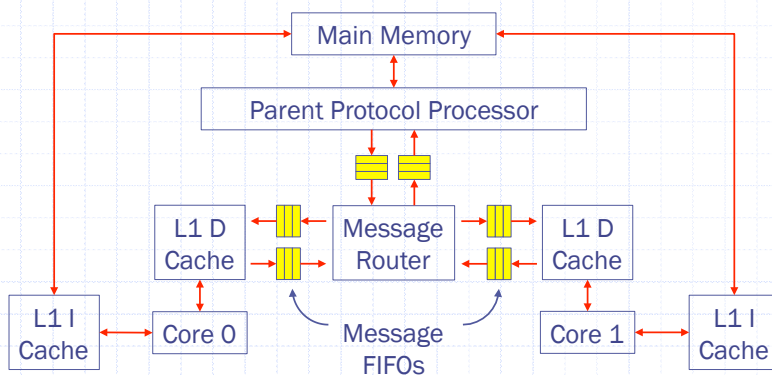 Main Memory
Parent Protocol Processor
L1 D
Cache
Message
Router
L1 D
Cache
L1 I
Cache
Core 0
Message
FIFOs
Core 1
L1 I
Cache